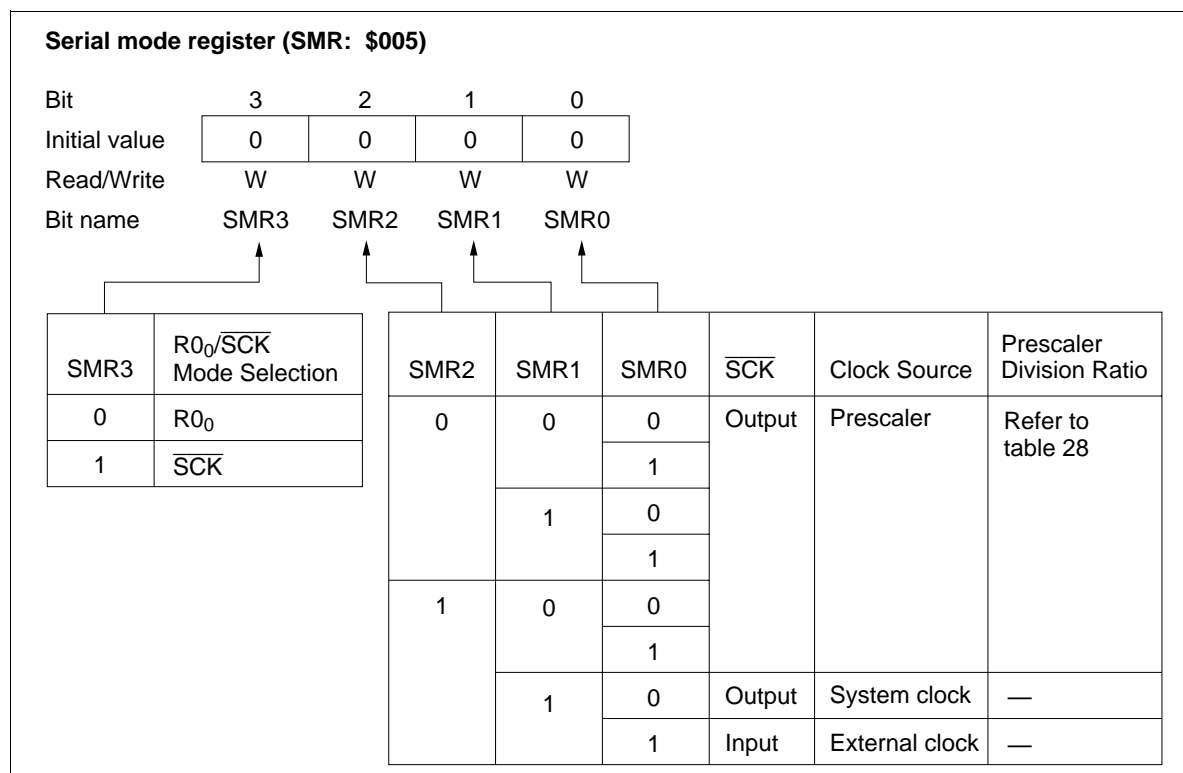 Serial mode register (SMR: $005)
Bit 3 2 1 0
Initial value 0 0 0 0
Read/Write W W W W
Bit name SMR3 SMR2 SMR1 SMR0
SMR3 R0₀/S̅C̅K̅
Mode Selection
0 R0₀
1 S̅C̅K̅
SMR2 SMR1 SMR0 S̅C̅K̅ Clock Source Prescaler
Division Ratio
0 0 0 Output Prescaler Refer to
table 28
1
1 0
1
1 0 0
1
1 0 Output System clock —
1 Input External clock —